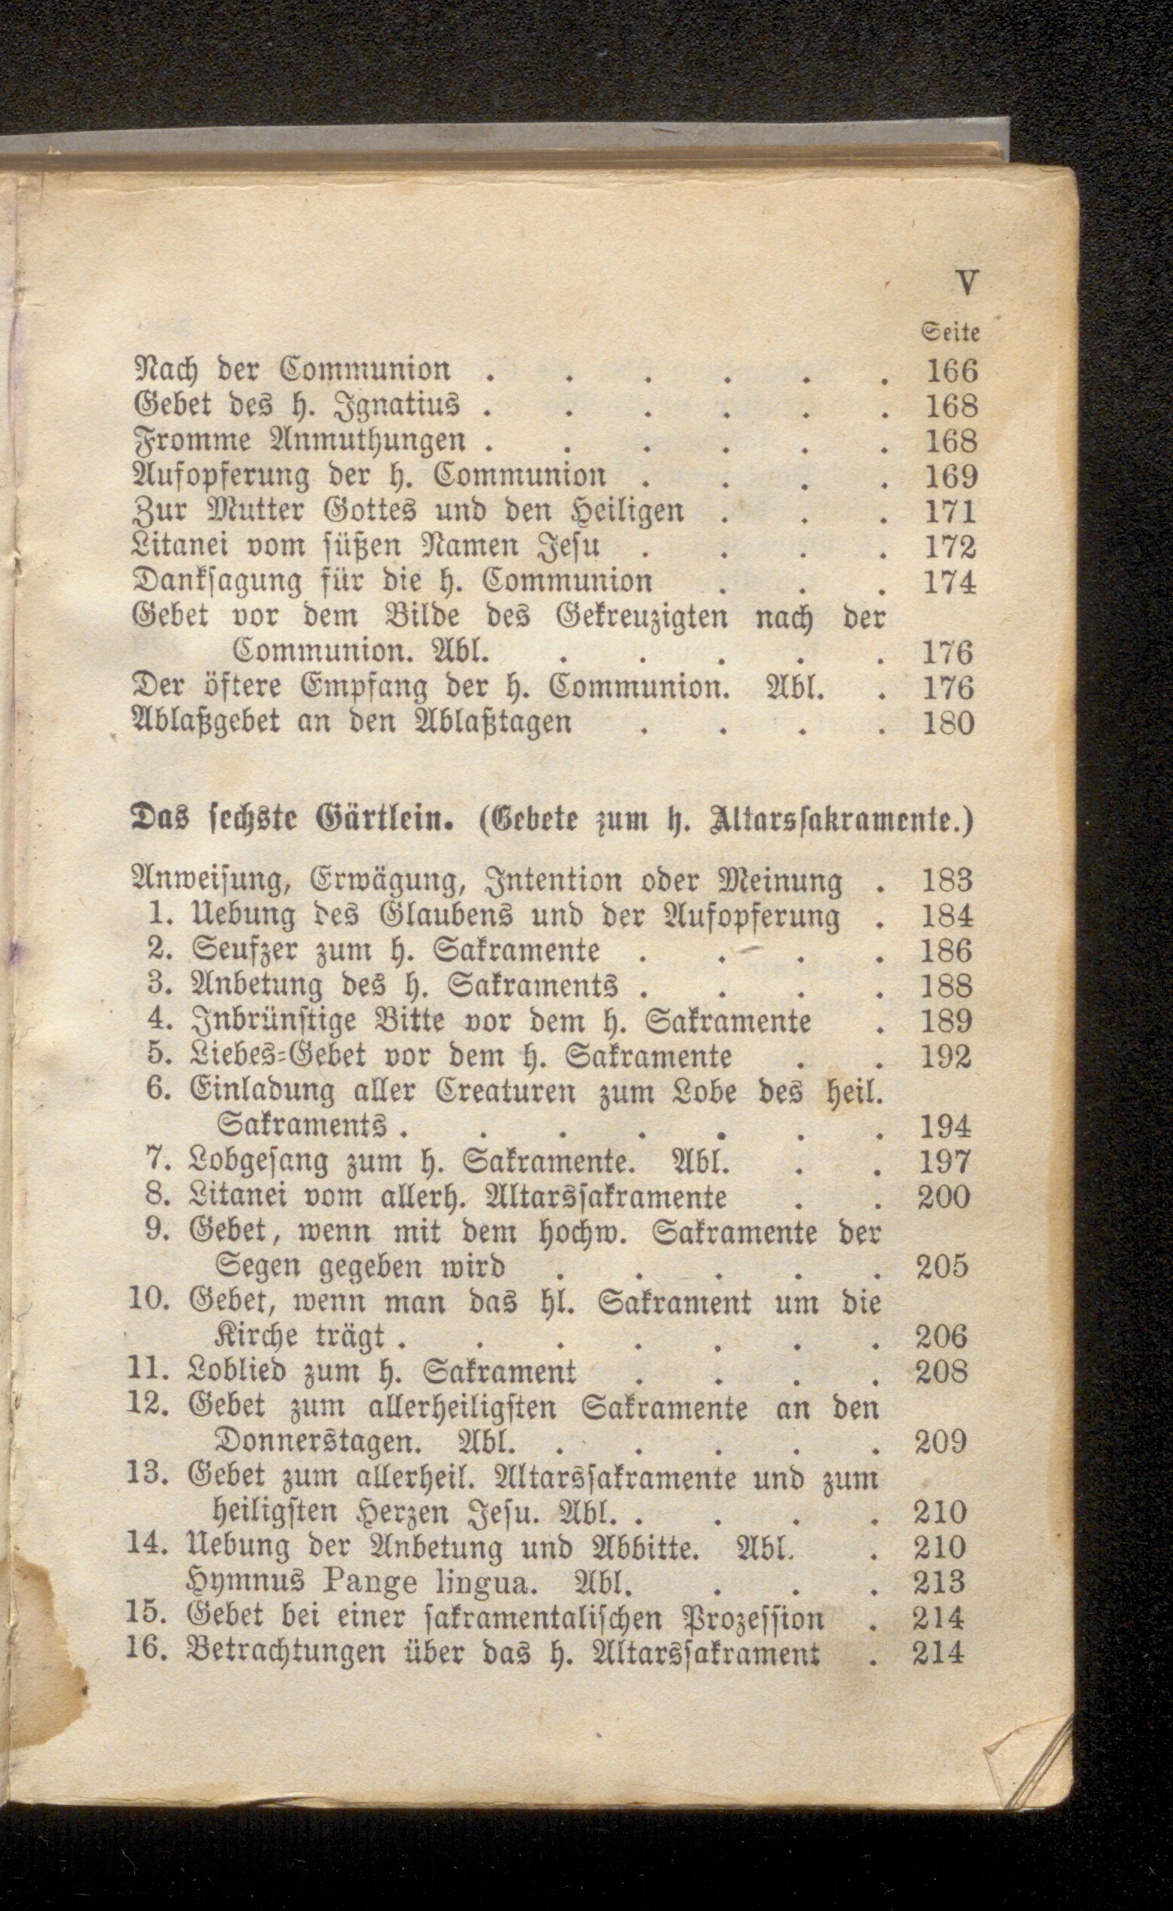 V
Seite
Nach der Communion . . . . . . 166
Gebet des h. Ignatius . . . . . . 168
Fromme Anmuthungen . . . . . . 168
Aufopferung der h. Communion . . . . 169
Zur Mutter Gottes und den Heiligen . . . 171
Litanei vom süßen Namen Jesu . . . . 172
Danksagung für die h. Communion . . . 174
Gebet vor dem Bilde des Gekreuzigten nach der
Communion. Abl. . . . . . 176
Der öftere Empfang der h. Communion. Abl. . 176
Ablaßgebet an den Ablaßtagen . . . . 180
Das sechste Gärtlein. (Gebete zum h. Altarssakramente.)
Anweisung, Erwägung, Intention oder Meinung . 183
1. Uebung des Glaubens und der Aufopferung . 184
2. Seufzer zum h. Sakramente . . . . 186
3. Anbetung des h. Sakraments . . . . 188
4. Inbrünstige Bitte vor dem h. Sakramente . 189
5. Liebes-Gebet vor dem h. Sakramente . . 192
6. Einladung aller Creaturen zum Lobe des heil.
Sakraments . . . . . . . 194
7. Lobgesang zum h. Sakramente. Abl. . . 197
8. Litanei vom allerh. Altarssakramente . . 200
9. Gebet, wenn mit dem hochw. Sakramente der
Segen gegeben wird . . . . . 205
10. Gebet, wenn man das hl. Sakrament um die
Kirche trägt . . . . . . . 206
11. Loblied zum h. Sakrament . . . . 208
12. Gebet zum allerheiligsten Sakramente an den
Donnerstagen. Abl. . . . . . 209
13. Gebet zum allerheil. Altarssakramente und zum
heiligsten Herzen Jesu. Abl. . . . . 210
14. Uebung der Anbetung und Abbitte. Abl. . 210
Hymnus Pange lingua. Abl. . . . 213
15. Gebet bei einer sakramentalischen Prozession . 214
16. Betrachtungen über das h. Altarssakrament . 214